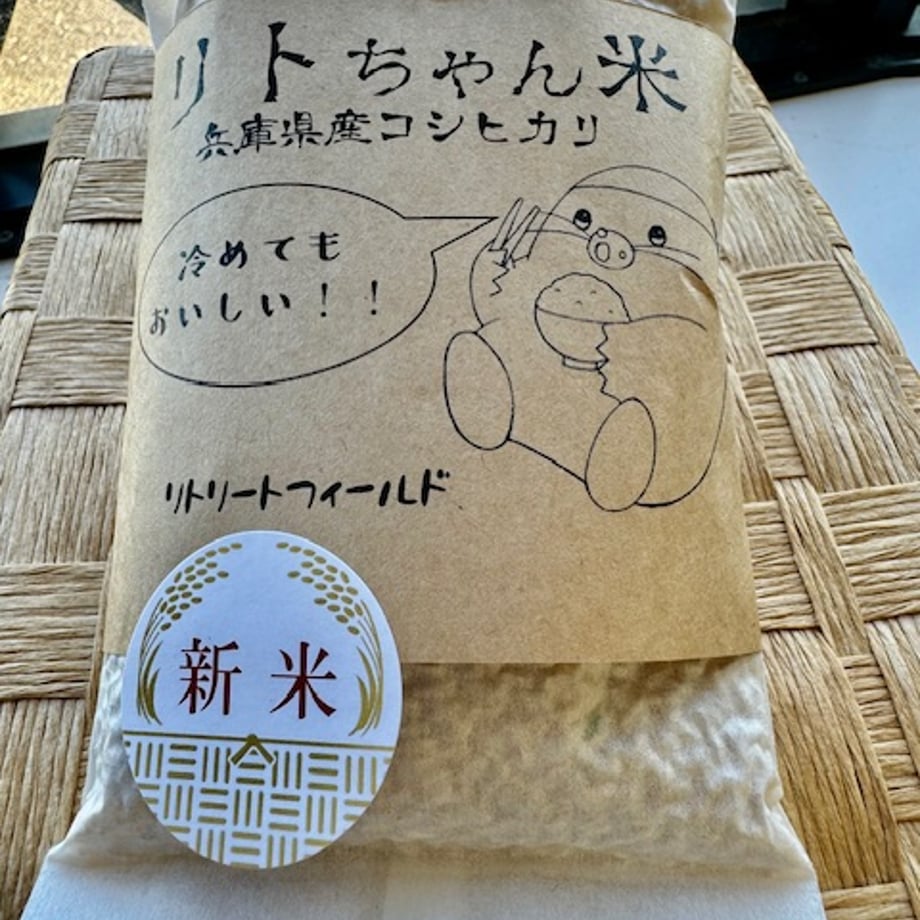 リトちゃん米
兵庫県産コシヒカリ
冷めても
おいしい！！
リトリートフィールド
新米